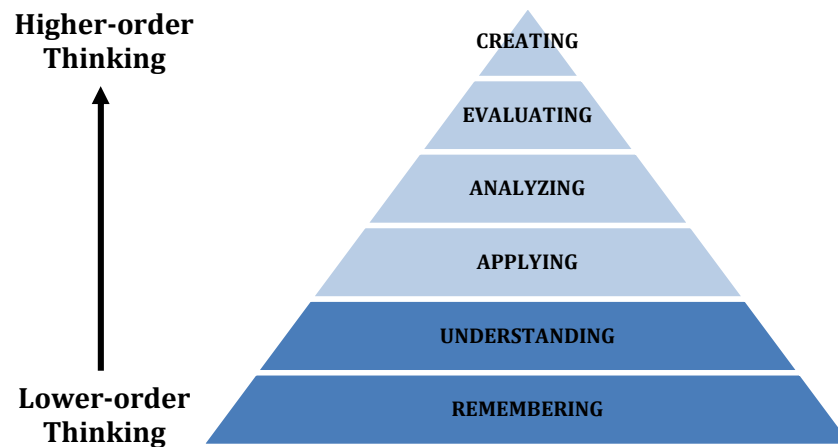 Higher-order
Thinking
CREATING
EVALUATING
ANALYZING
APPLYING
UNDERSTANDING
REMEMBERING
Lower-order
Thinking